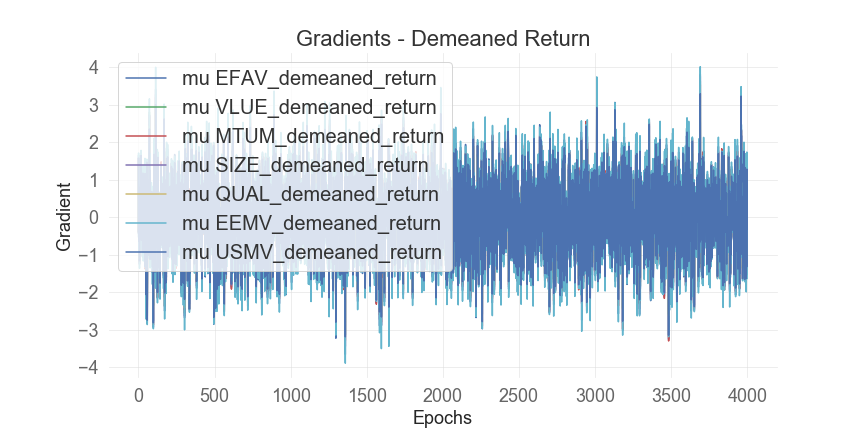 Gradients - Demeaned Return
4
3
2
1
0
−1
−2
−3
−4
Gradient
mu EFAV_demeaned_return
mu VLUE_demeaned_return
mu MTUM_demeaned_return
mu SIZE_demeaned_return
mu QUAL_demeaned_return
mu EEMV_demeaned_return
mu USMV_demeaned_return
0 500 1000 1500 2000 2500 3000 3500 4000
Epochs